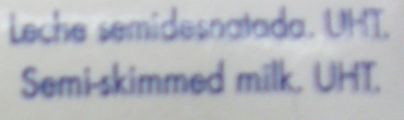 Leche semidesnatada. UHT.
Semi-skimmed milk. UHT.